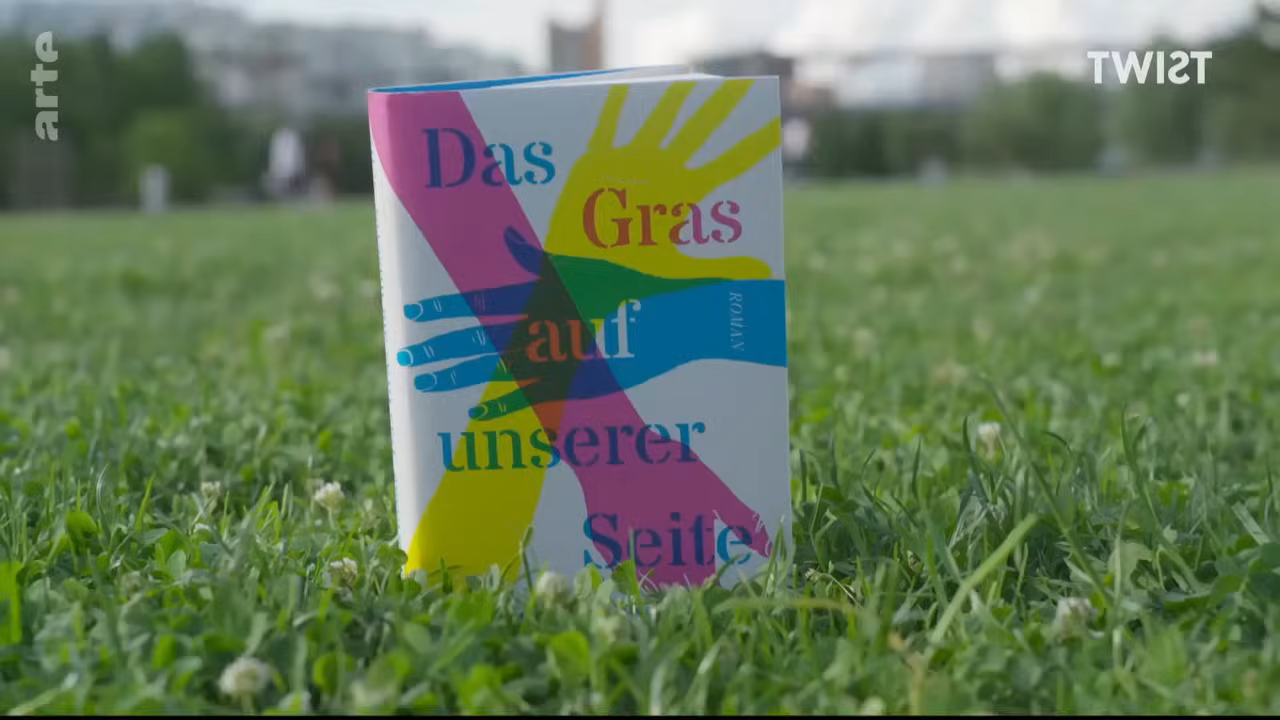 arte
TWIST
Das
Gras
auf
ROMAN
unserer
Seite